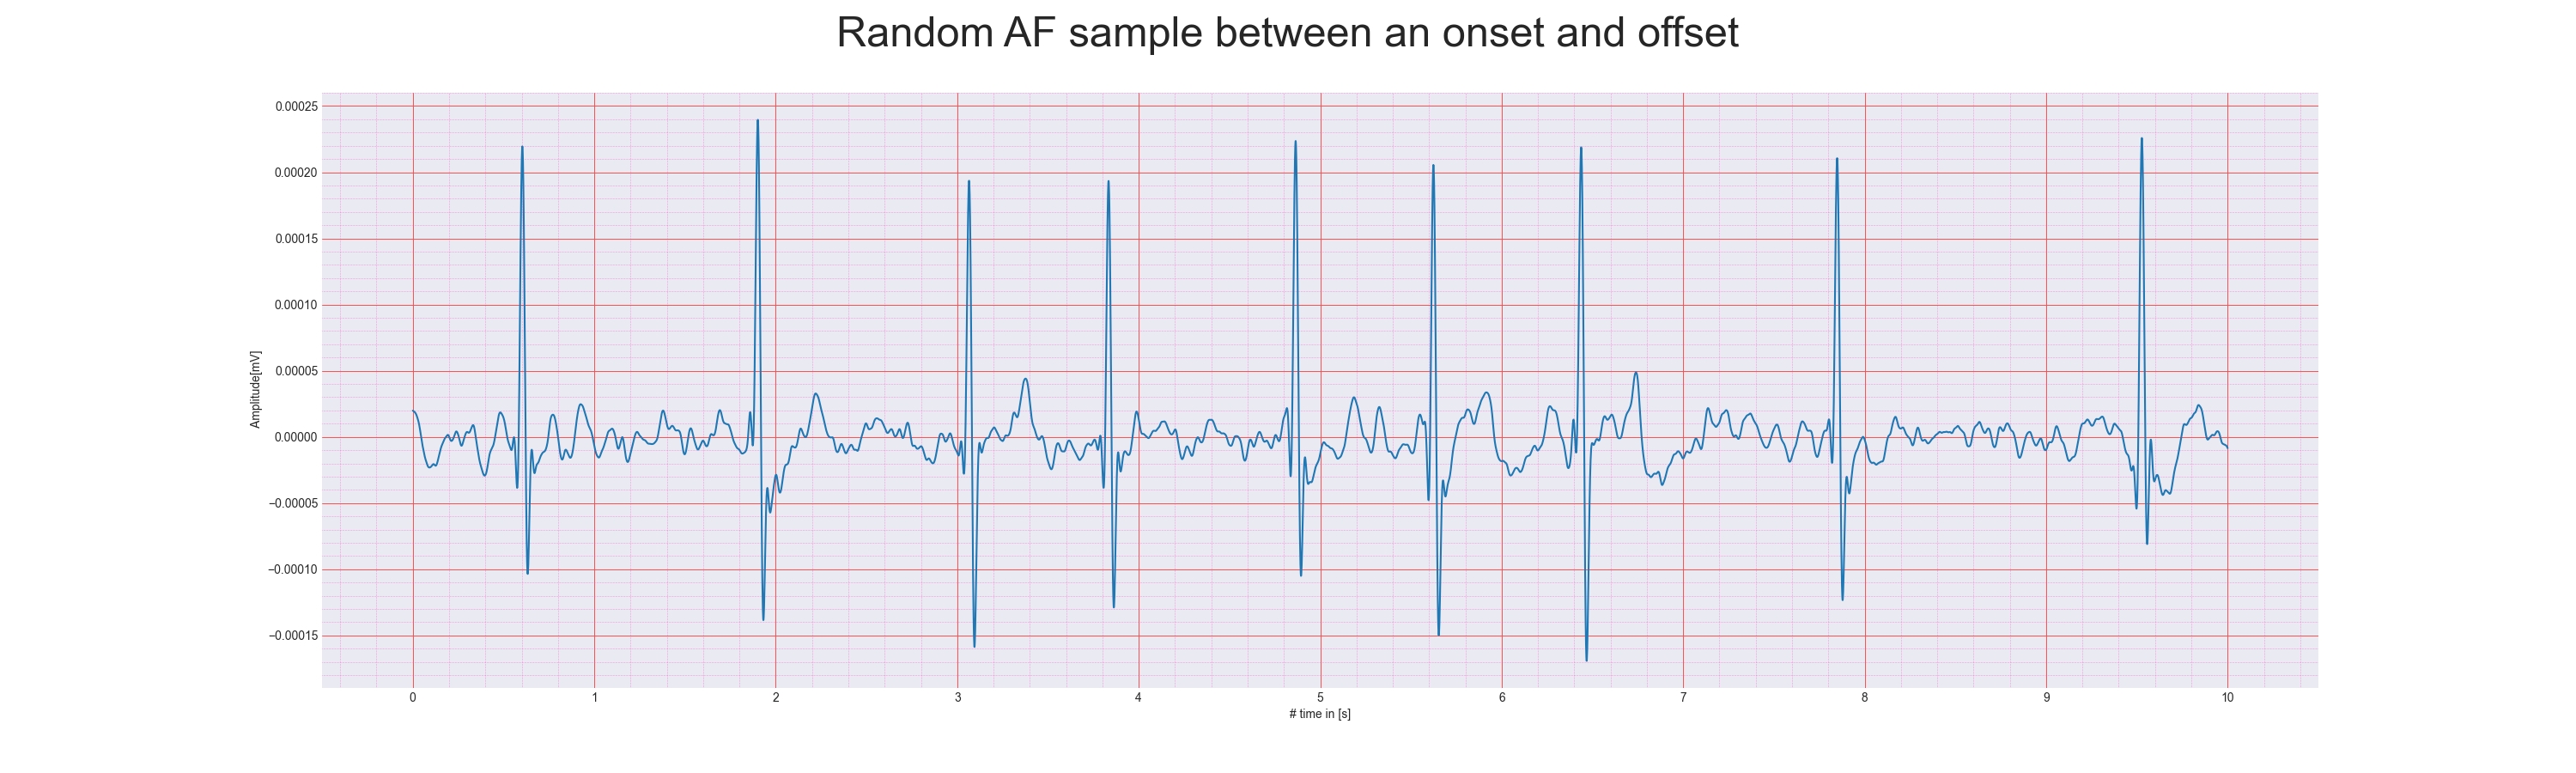 Random AF sample between an onset and offset
0.00025
0.00020
0.00015
0.00010
0.00005
0.00000
−0.00005
−0.00010
−0.00015
Amplitude[mV]
0 1 2 3 4 5 6 7 8 9 10
# time in [s]